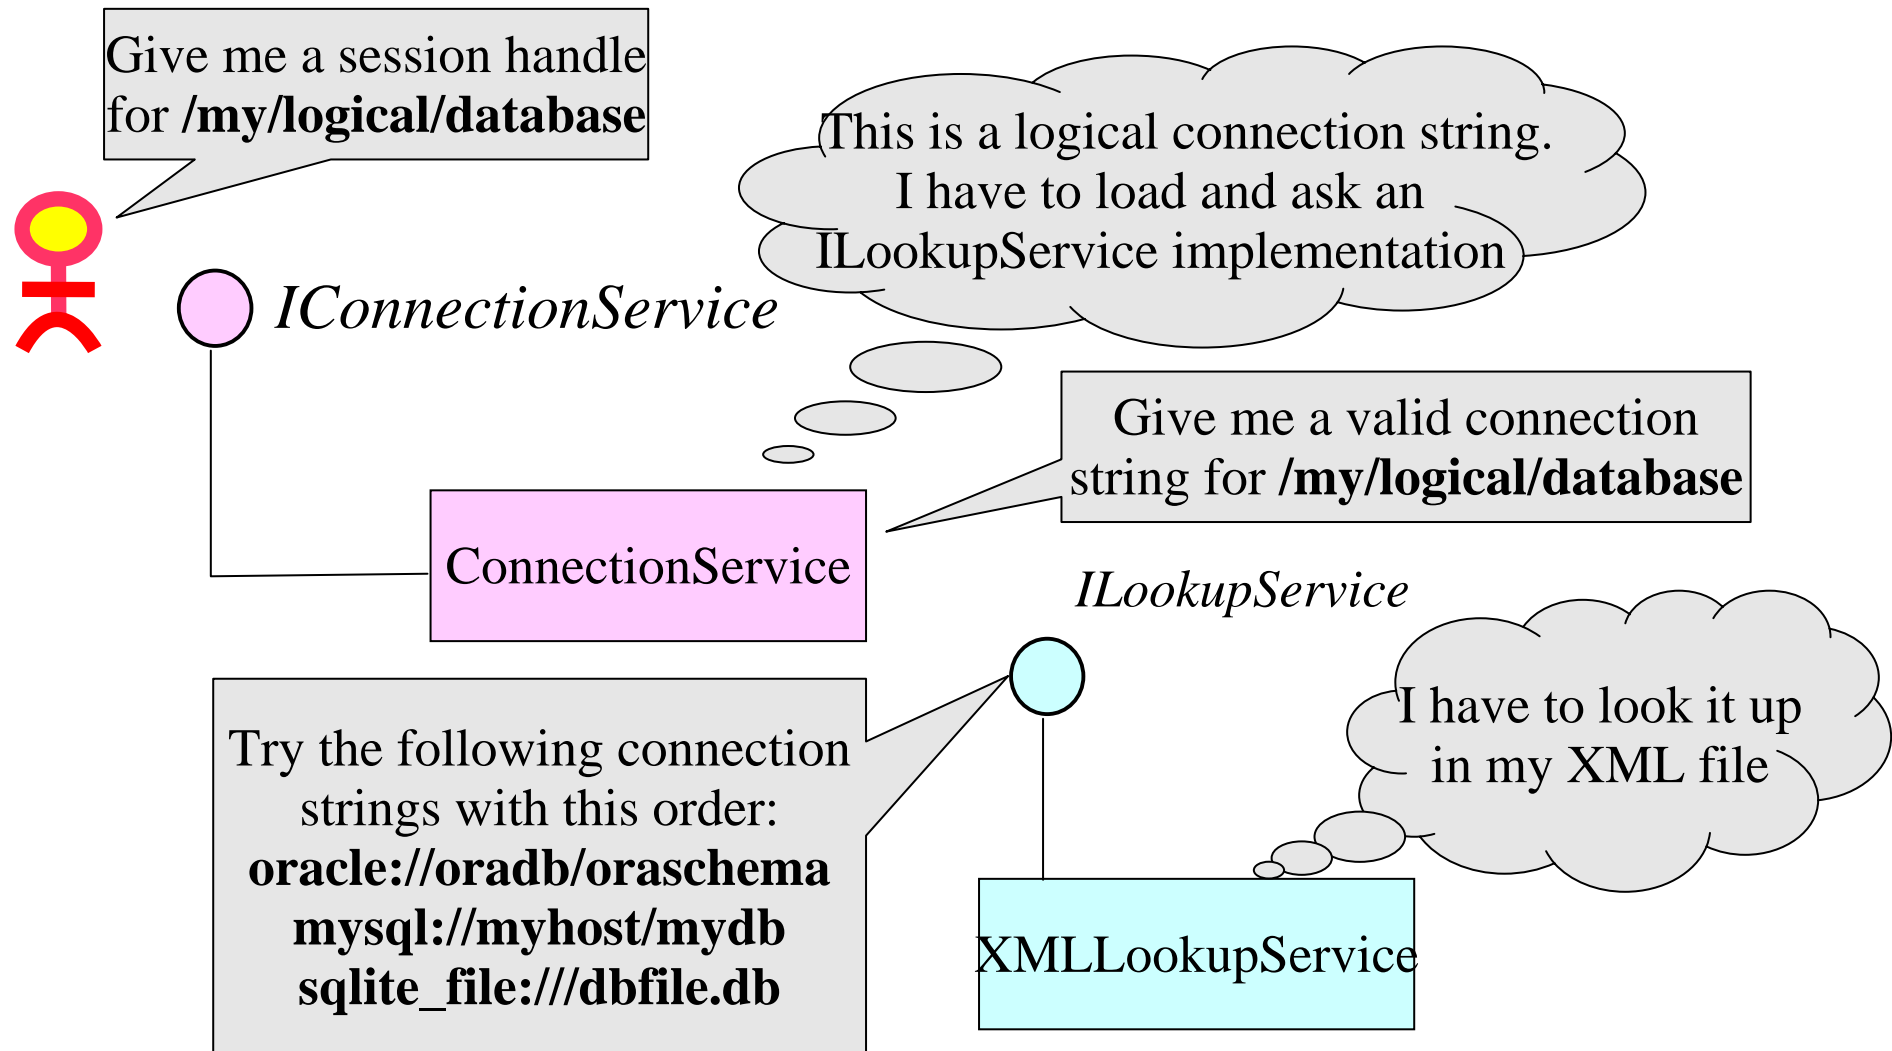 Give me a session handle
for /my/logical/database
This is a logical connection string.
I have to load and ask an
ILookupService implementation
IConnectionService
Give me a valid connection
string for /my/logical/database
ConnectionService
ILookupService
I have to look it up
in my XML file
Try the following connection
strings with this order:
oracle://oradb/oraschema
mysql://myhost/mydb
sqlite_file:///dbfile.db
XMLLookupService